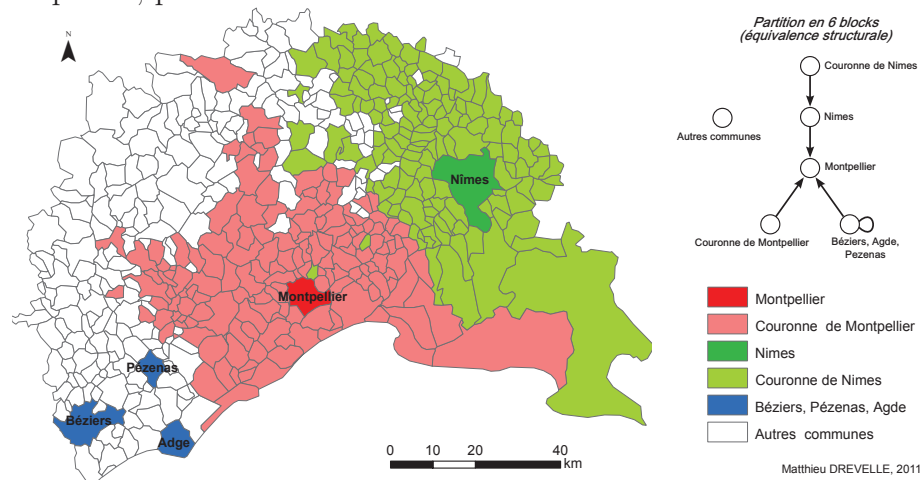 N
Nîmes
Montpellier
Pézenas
Béziers
Adge
0 10 20 40
km
Partition en 6 blocks
(équivalence structurale)
Couronne de Nimes
Nimes
Autres communes
Montpellier
Couronne de Montpellier
Béziers, Agde,
Pezenas
Montpellier
Couronne de Montpellier
Nimes
Couronne de Nimes
Béziers, Pézenas, Agde
Autres communes
Matthieu DREVELLE, 2011